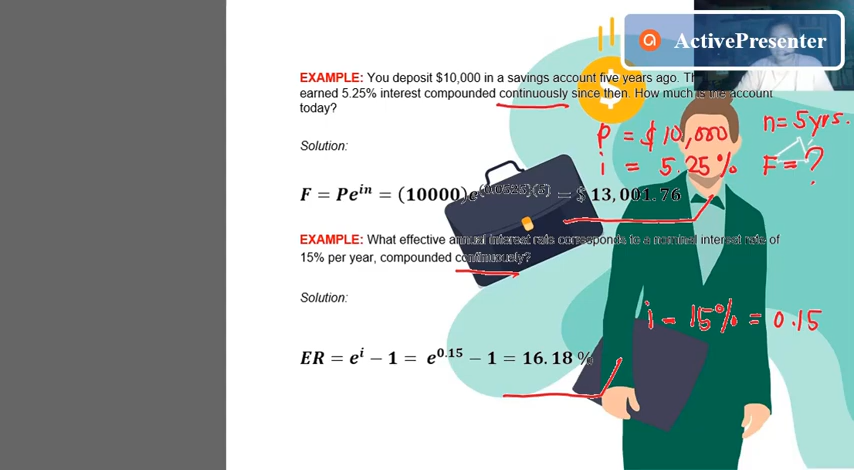 ActivePresenter
EXAMPLE: You deposit $10,000 in a savings account five years ago. Th
earned 5.25% interest compounded continuously since then. How much is the account
today?
P = $10,000
n = 5yrs.
i = 5.25%
F = ?
Solution:
F = Pe^{in} = (10000)e^{(0.0525)(5)} = $ 13,001.76
EXAMPLE: What effective annual interest rate corresponds to a nominal interest rate of
15% per year, compounded continuously?
Solution:
i = 15% = 0.15
ER = e^i − 1 = e^{0.15} − 1 = 16.18 %